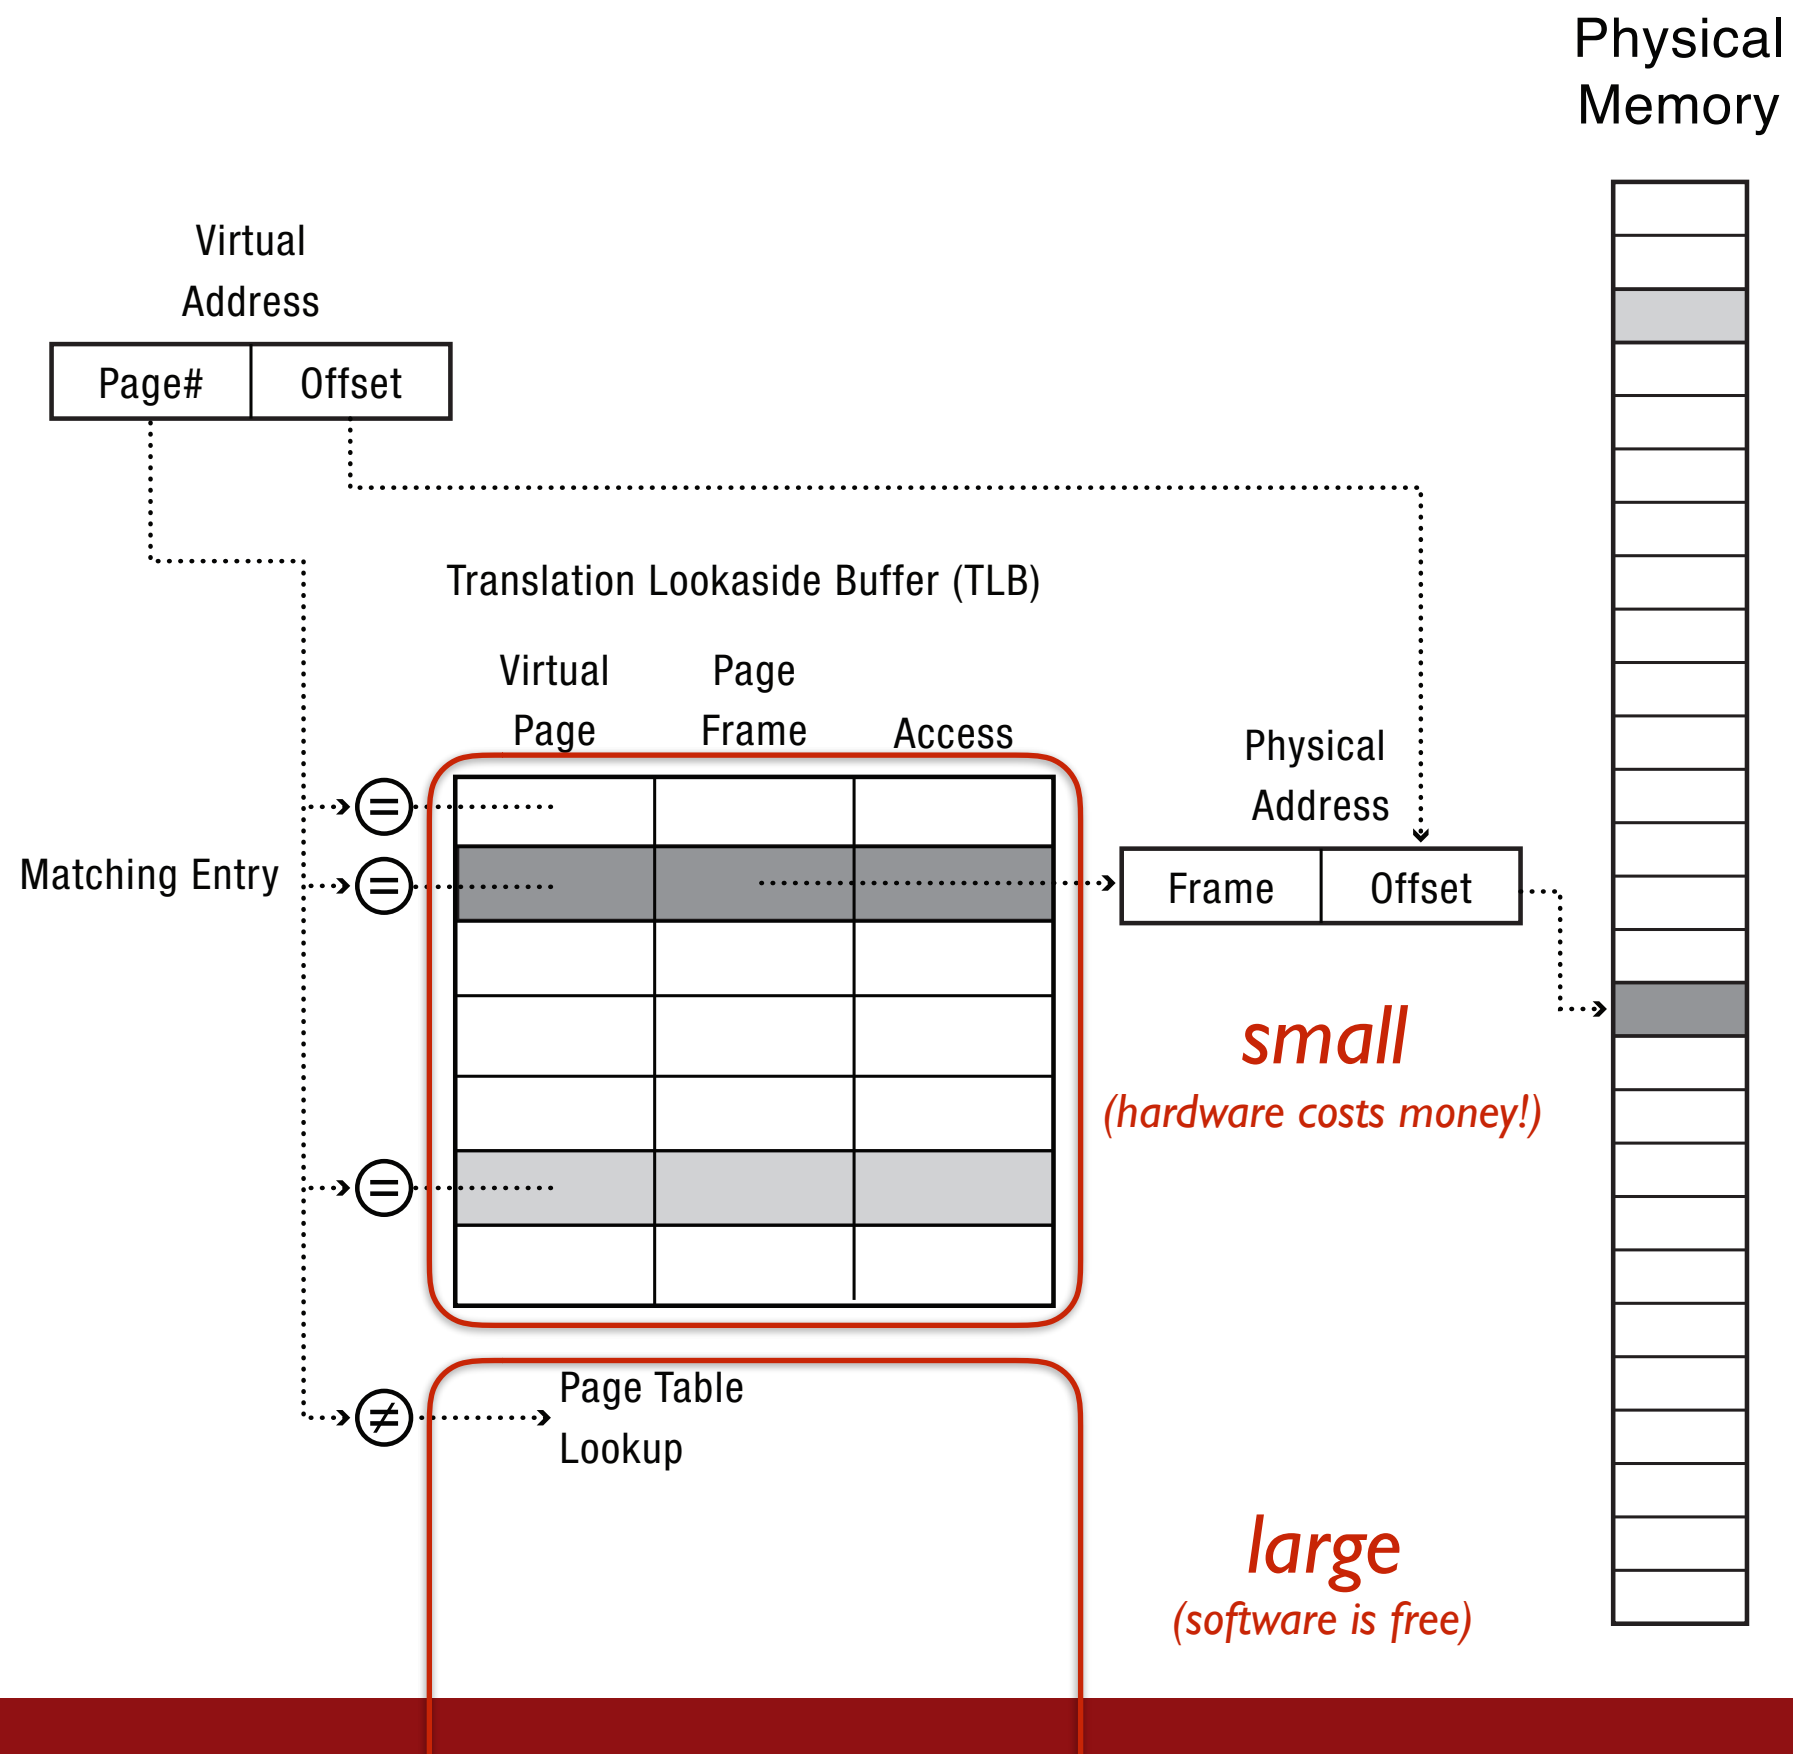 Physical
Memory
Virtual
Address
Page#
Offset
Translation Lookaside Buffer (TLB)
Virtual
Page
Page
Frame
Access
Physical
Address
=
=
Matching Entry
Frame
Offset
small
(hardware costs money!)
=
≠
Page Table
Lookup
large
(software is free)